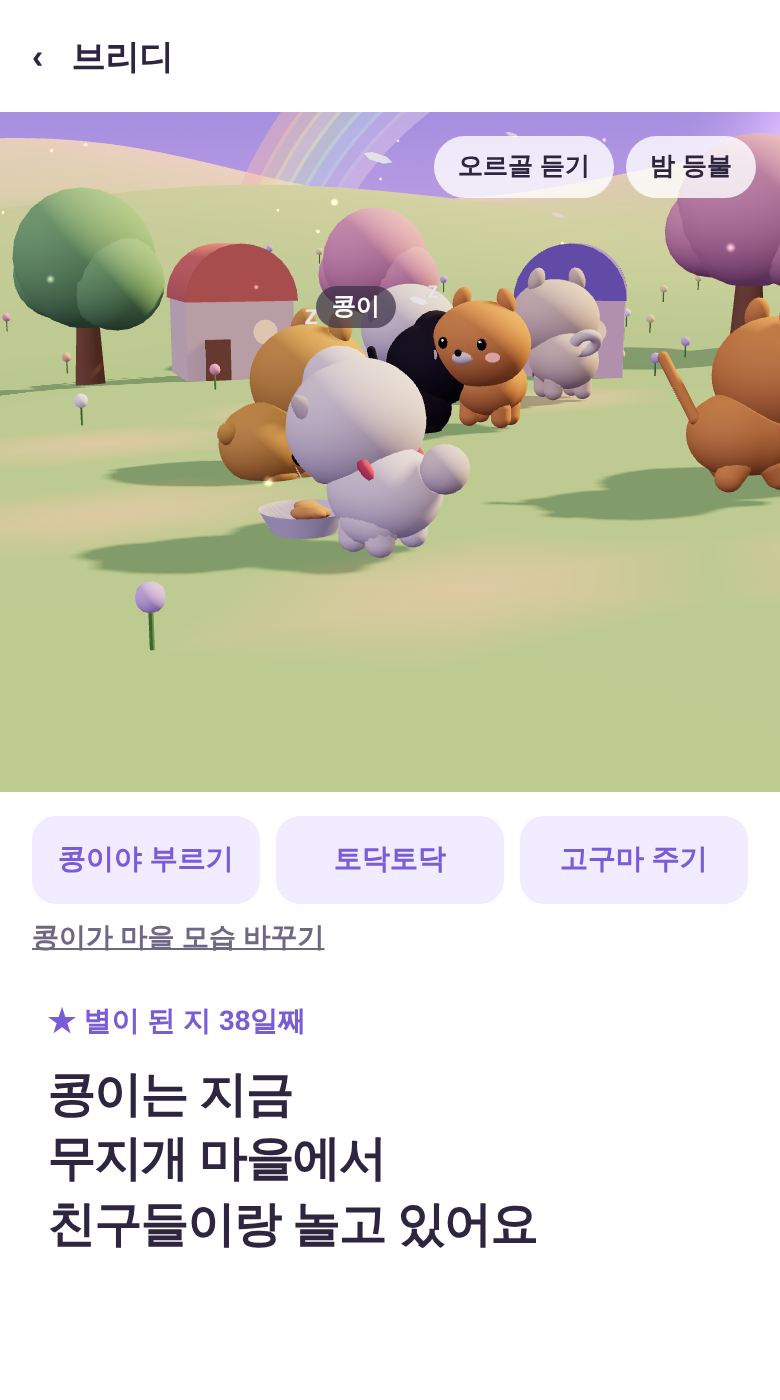 ‹ 브리디
오르골 듣기
밤 등불
콩이
z
z
콩이야 부르기
토닥토닥
고구마 주기
콩이가 마을 모습 바꾸기
★ 별이 된 지 38일째
콩이는 지금
무지개 마을에서
친구들이랑 놀고 있어요